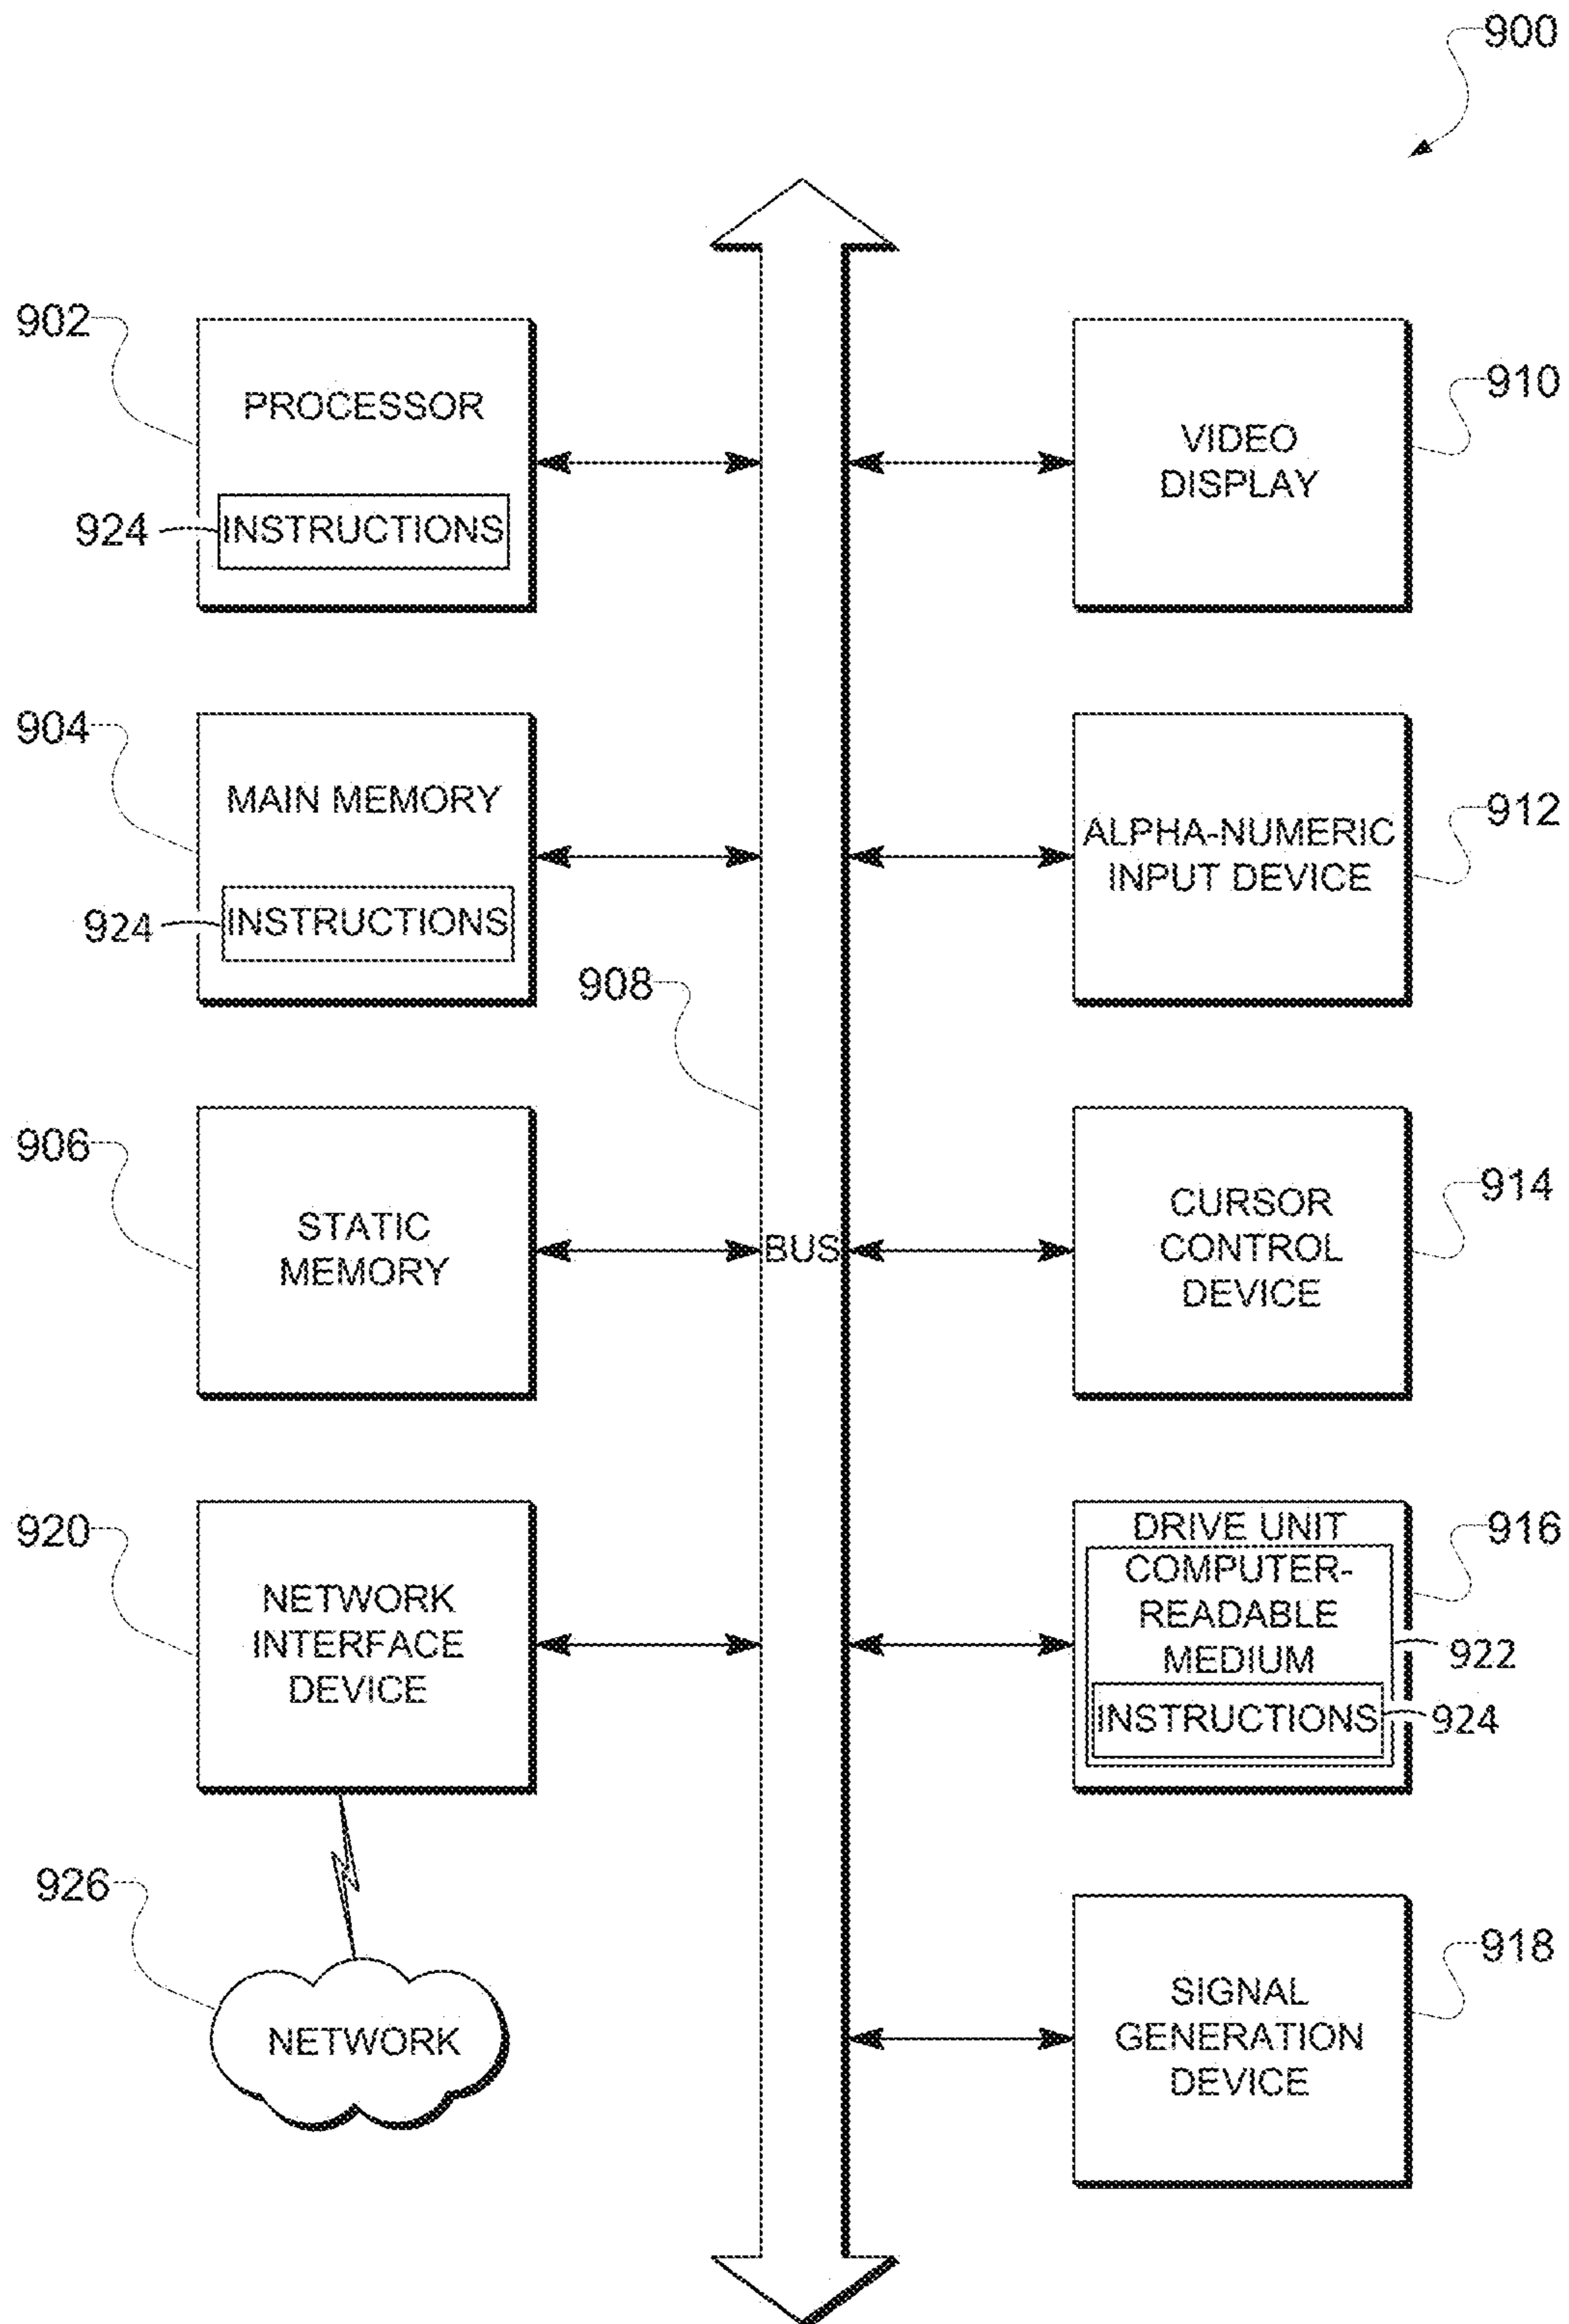 900
902
PROCESSOR
924
INSTRUCTIONS
904
MAIN MEMORY
924
INSTRUCTIONS
906
STATIC
MEMORY
920
NETWORK
INTERFACE
DEVICE
926
NETWORK
908
BUS
910
VIDEO
DISPLAY
912
ALPHA-NUMERIC
INPUT DEVICE
914
CURSOR
CONTROL
DEVICE
916
DRIVE UNIT
COMPUTER-
READABLE
MEDIUM
922
INSTRUCTIONS
924
918
SIGNAL
GENERATION
DEVICE